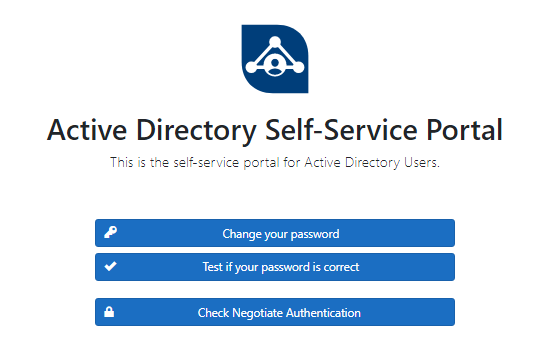 Active Directory Self-Service Portal
This is the self-service portal for Active Directory Users.
Change your password
Test if your password is correct
Check Negotiate Authentication